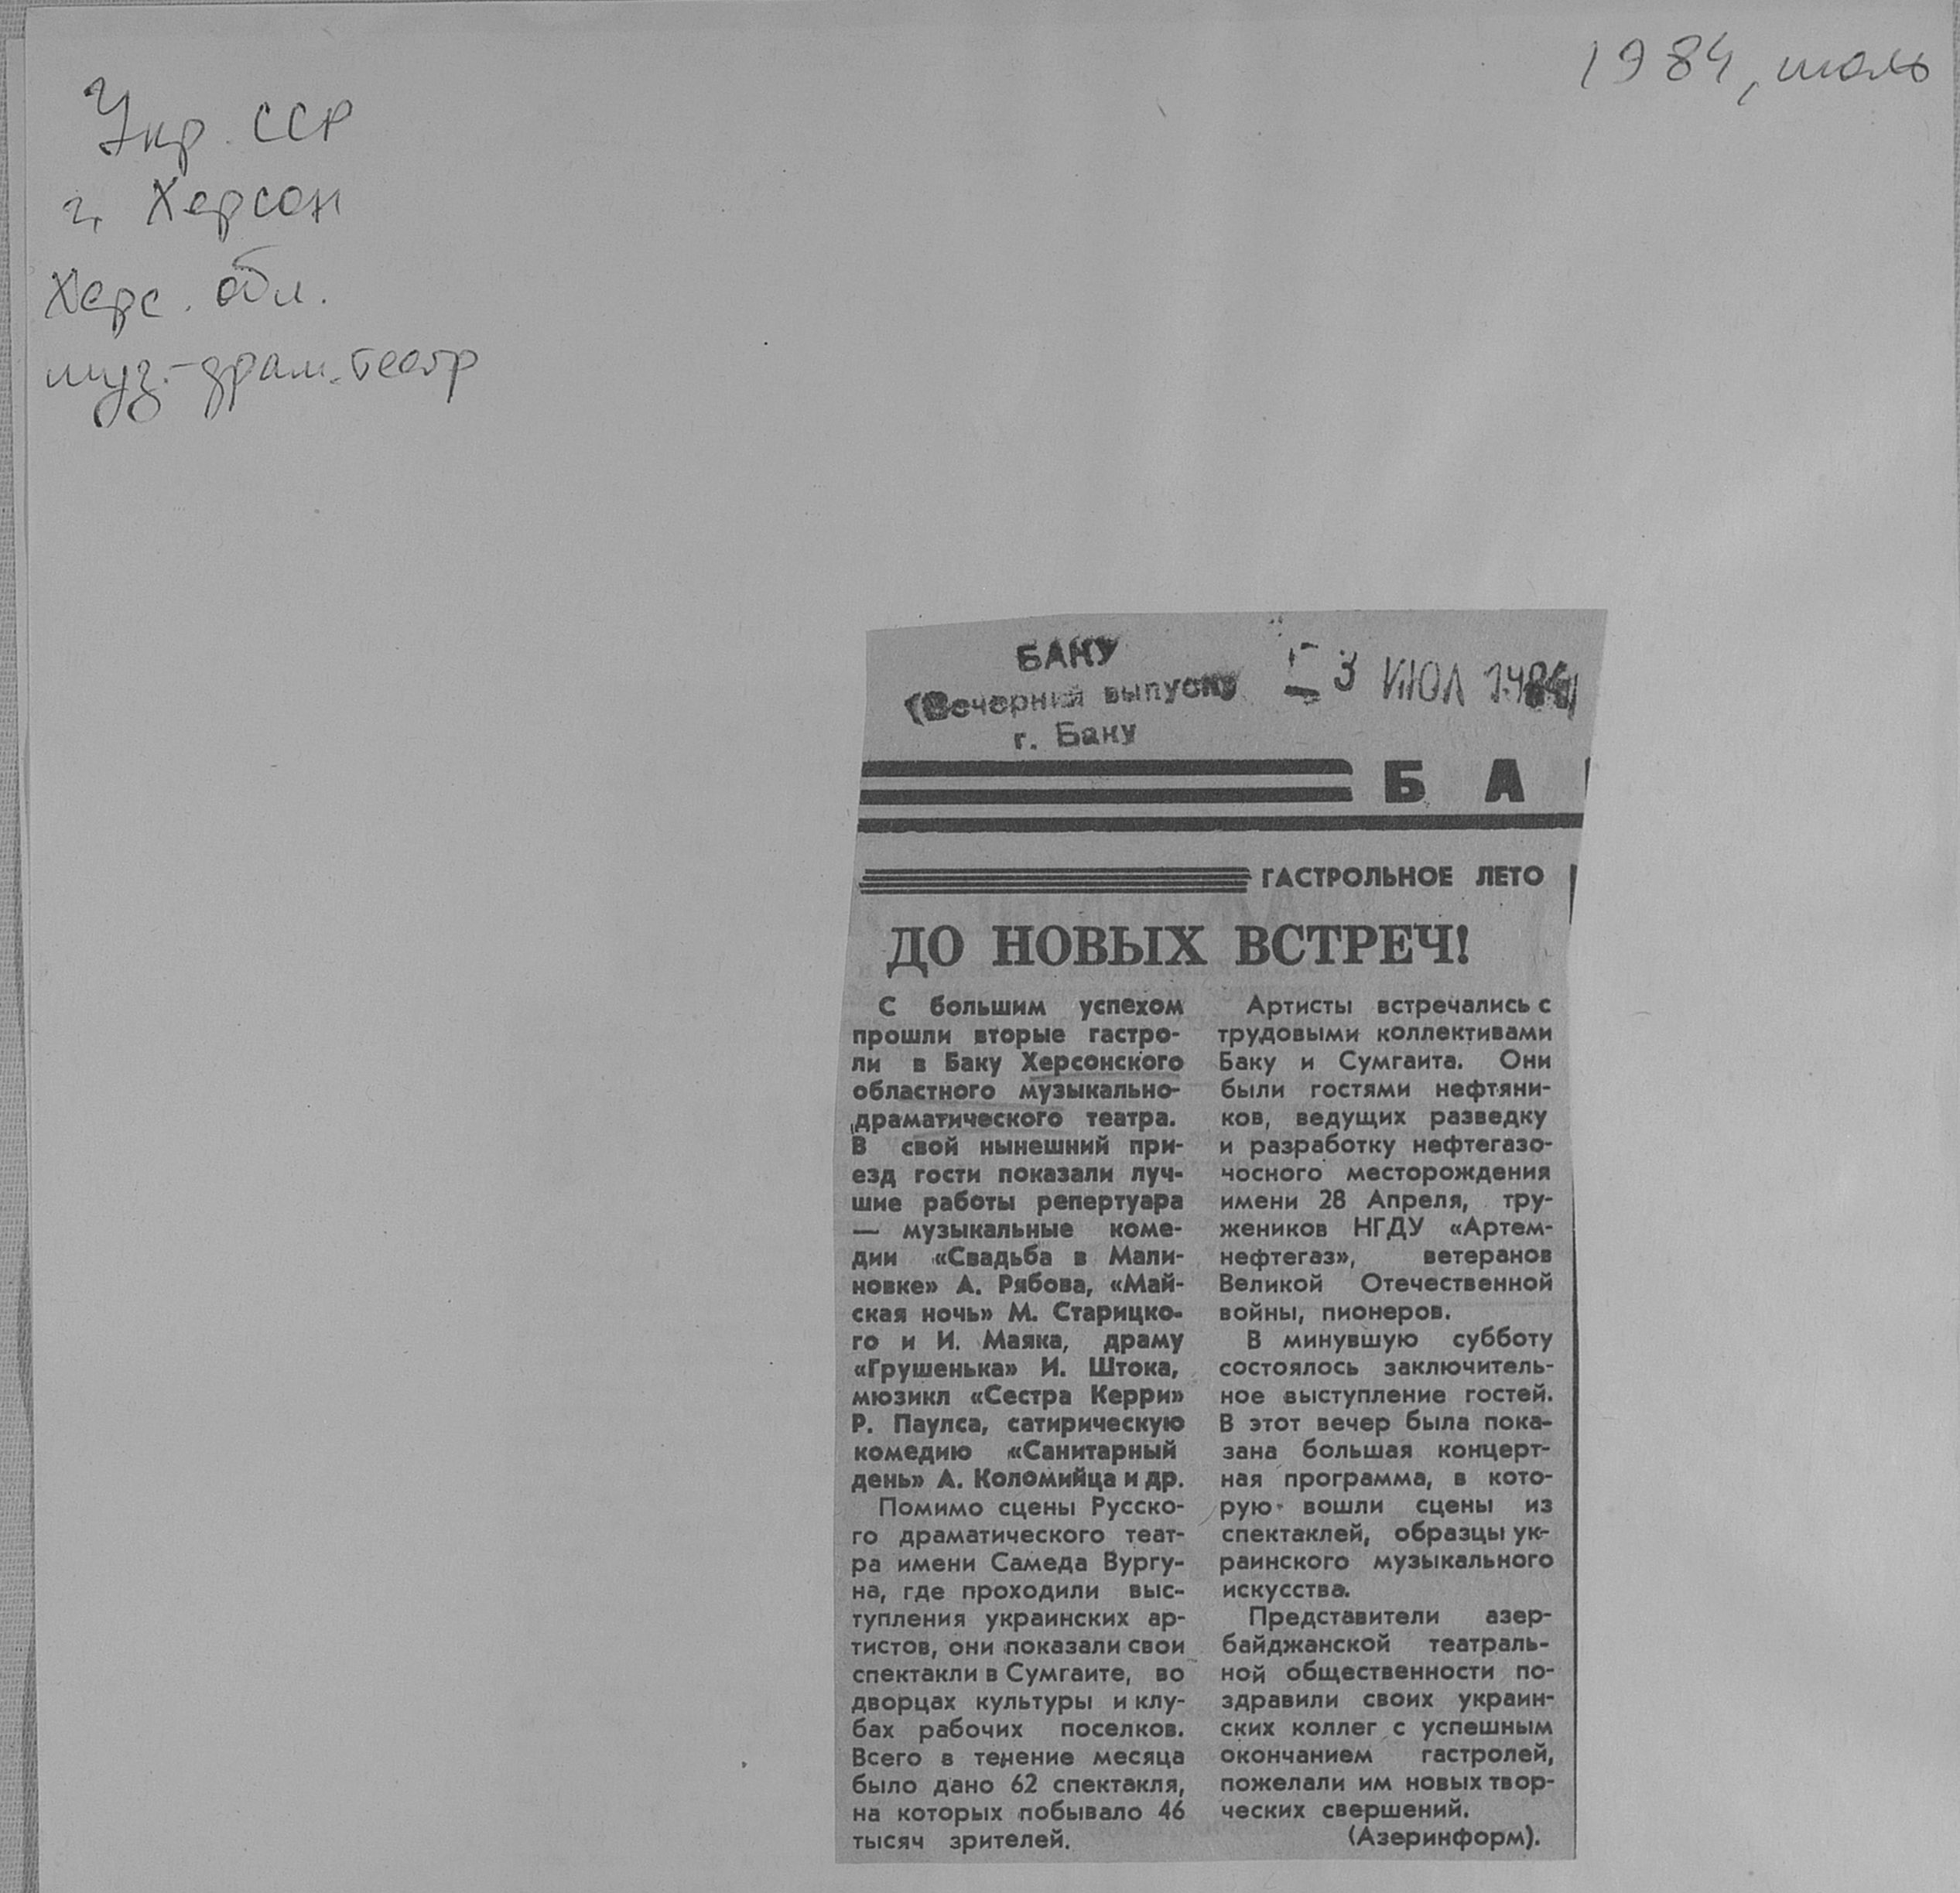 1984, июль
Укр. ССР
г. Херсон
Херс. обл.
муз.-драм. театр
БАКУ
(Вечерний выпуск)
г. Баку
3 ИЮЛ 1984
Б А
ГАСТРОЛЬНОЕ ЛЕТО
ДО НОВЫХ ВСТРЕЧ!
С большим успехом
прошли вторые гастро-
ли в Баку Херсонского
областного музыкально-
драматического театра.
В свой нынешний при-
езд гости показали луч-
шие работы репертуара
— музыкальные коме-
дии «Свадьба в Мали-
новке» А. Рябова, «Май-
ская ночь» М. Старицко-
го и И. Маяка, драму
«Грушенька» И. Штока,
мюзикл «Сестра Керри»
Р. Паулса, сатирическую
комедию «Санитарный
день» А. Коломийца и др.
Помимо сцены Русско-
го драматического теат-
ра имени Самеда Вургу-
на, где проходили выс-
тупления украинских ар-
тистов, они показали свои
спектакли в Сумгаите, во
дворцах культуры и клу-
бах рабочих поселков.
Всего в течение месяца
было дано 62 спектакля,
на которых побывало 46
тысяч зрителей.
Артисты встречались с
трудовыми коллективами
Баку и Сумгаита. Они
были гостями нефтяни-
ков, ведущих разведку
и разработку нефтегазо-
чосного месторождения
имени 28 Апреля, тру-
жеников НГДУ «Артем-
нефтегаз», ветеранов
Великой Отечественной
войны, пионеров.
В минувшую субботу
состоялось заключитель-
ное выступление гостей.
В этот вечер была пока-
зана большая концерт-
ная программа, в кото-
рую вошли сцены из
спектаклей, образцы ук-
раинского музыкального
искусства.
Представители азер-
байджанской театраль-
ной общественности по-
здравили своих украин-
ских коллег с успешным
окончанием гастролей,
пожелали им новых твор-
ческих свершений.
(Азеринформ).